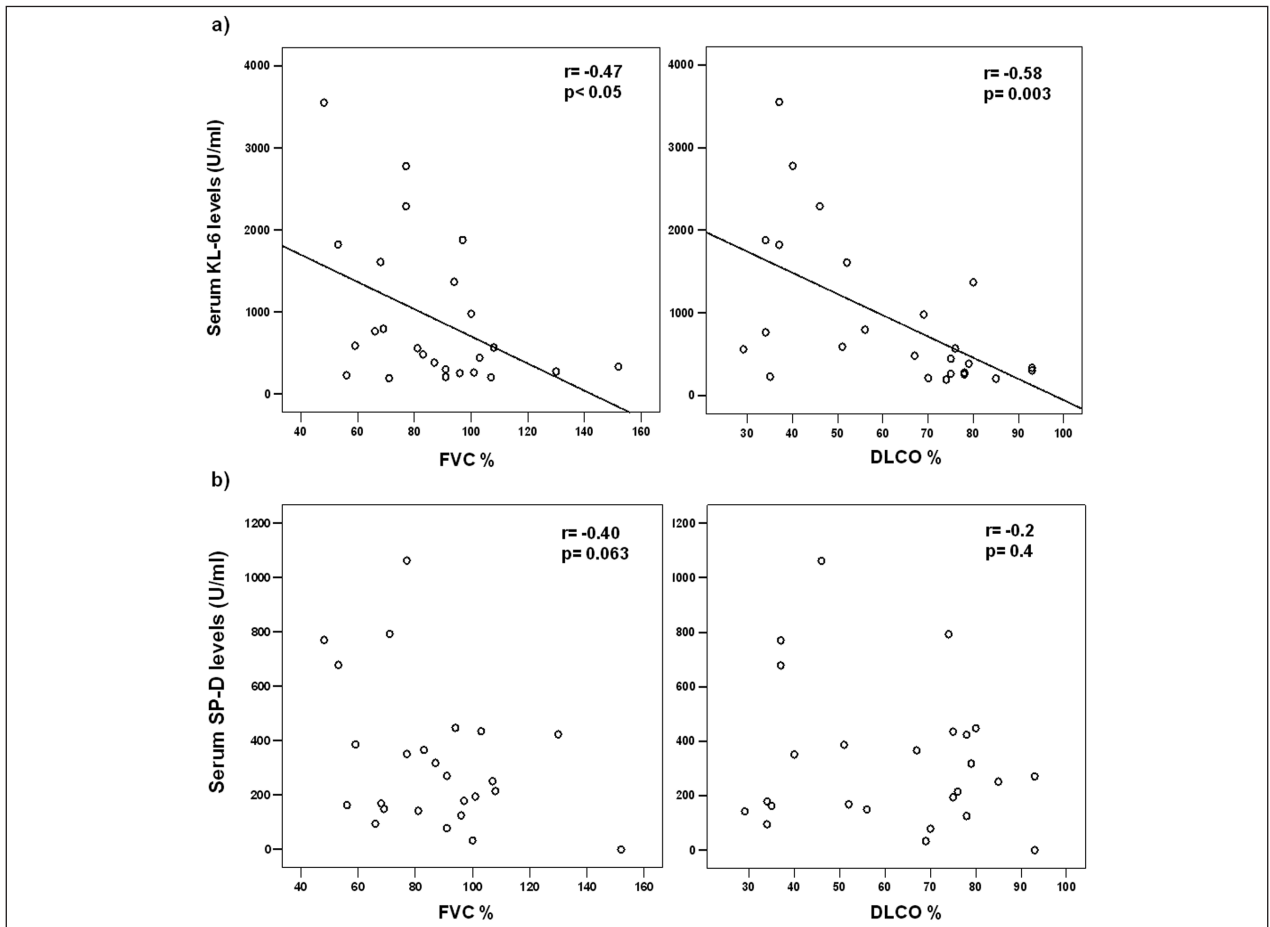 a)
r= -0.47
p< 0.05
Serum KL-6 levels (U/ml)
4000
3000
2000
1000
0
40 60 80 100 120 140 160
FVC %
r= -0.58
p= 0.003
4000
3000
2000
1000
0
30 40 50 60 70 80 90 100
DLCO %
b)
r= -0.40
p= 0.063
Serum SP-D levels (U/ml)
1200
1000
800
600
400
200
0
40 60 80 100 120 140 160
FVC %
r= -0.2
p= 0.4
1200
1000
800
600
400
200
0
30 40 50 60 70 80 90 100
DLCO %